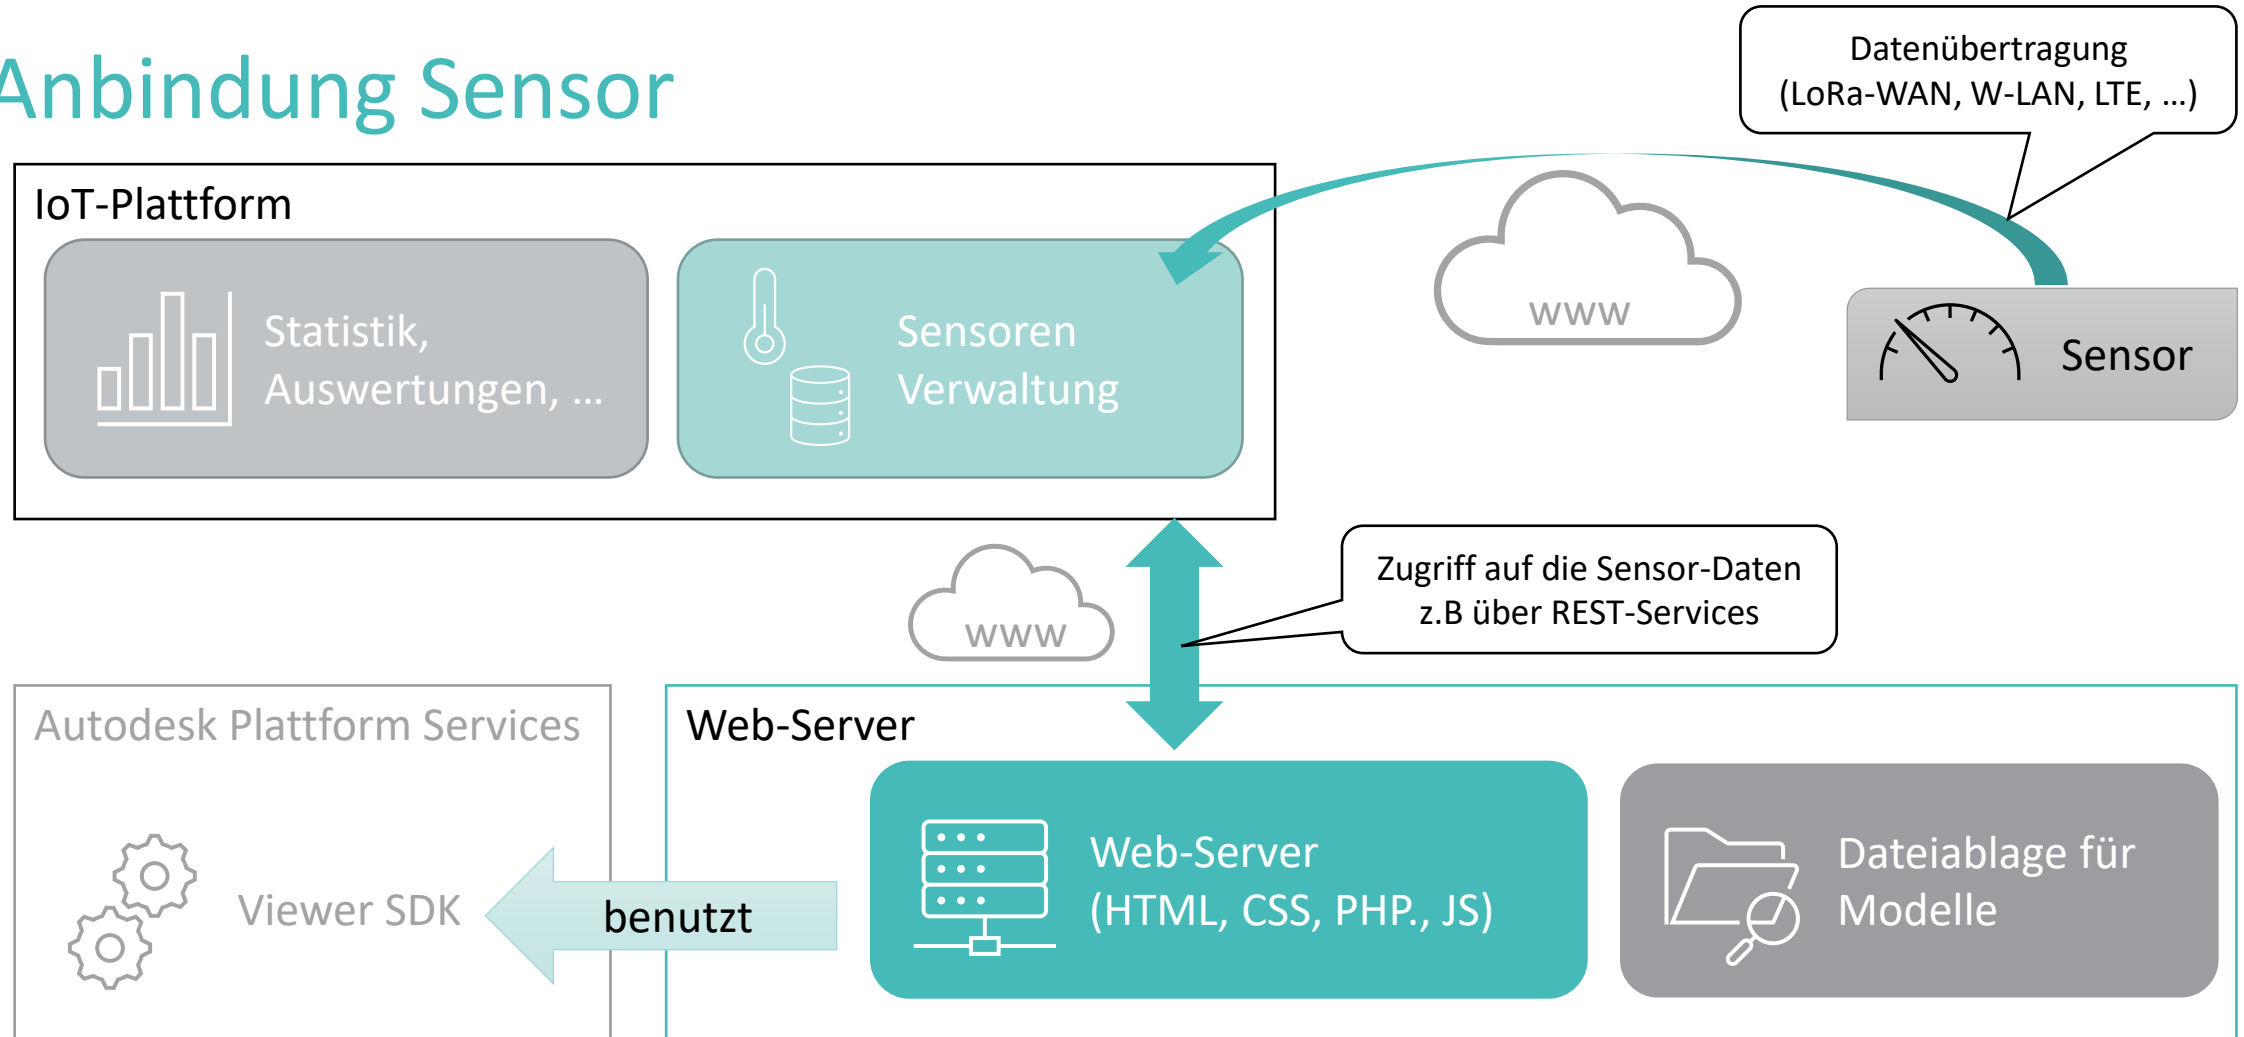 Anbindung Sensor
Datenübertragung
(LoRa-WAN, W-LAN, LTE, ...)
IoT-Plattform
Statistik,
Auswertungen, ...
Sensoren
Verwaltung
www
Sensor
www
Zugriff auf die Sensor-Daten
z.B über REST-Services
Autodesk Plattform Services
Viewer SDK
benutzt
Web-Server
Web-Server
(HTML, CSS, PHP., JS)
Dateiablage für
Modelle